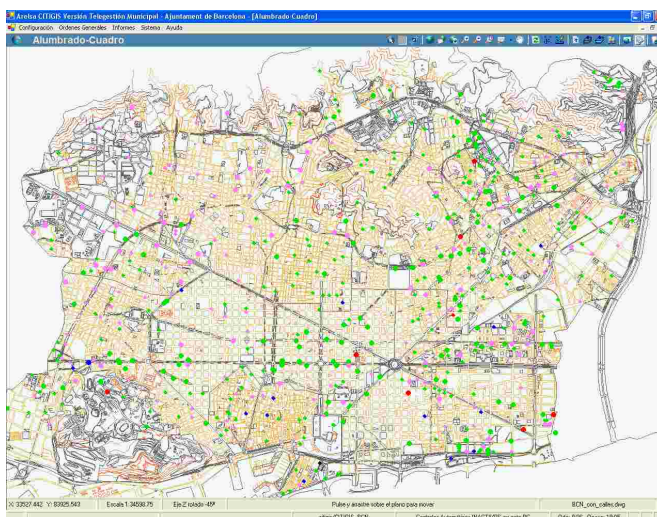 Arelsa CITIGIS Versión Telegestión Municipal - Ajuntament de Barcelona - [Alumbrado-Cuadro]
Configuración Ordenes Generales Informes Sistema Ayuda
Alumbrado-Cuadro
X: 33527.442 Y: 83925.543 Escala 1:34598.75 Eje Z rotado -45º Pulse y arrastre sobre el plano para mover BCN_con_calles.dwg